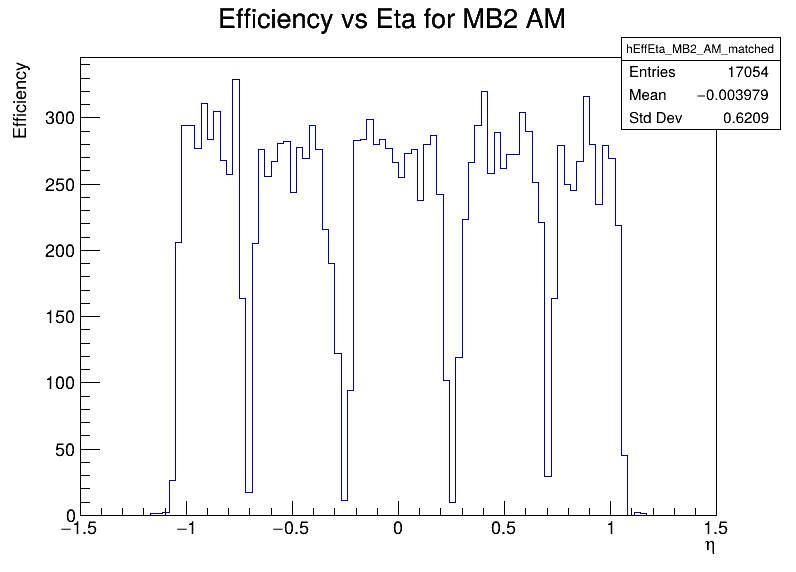 Efficiency vs Eta for MB2 AM
hEffEta_MB2_AM_matched
Entries 17054
Mean −0.003979
Std Dev 0.6209
Efficiency
300
250
200
150
100
50
0
−1.5 −1 −0.5 0 0.5 1 1.5
η